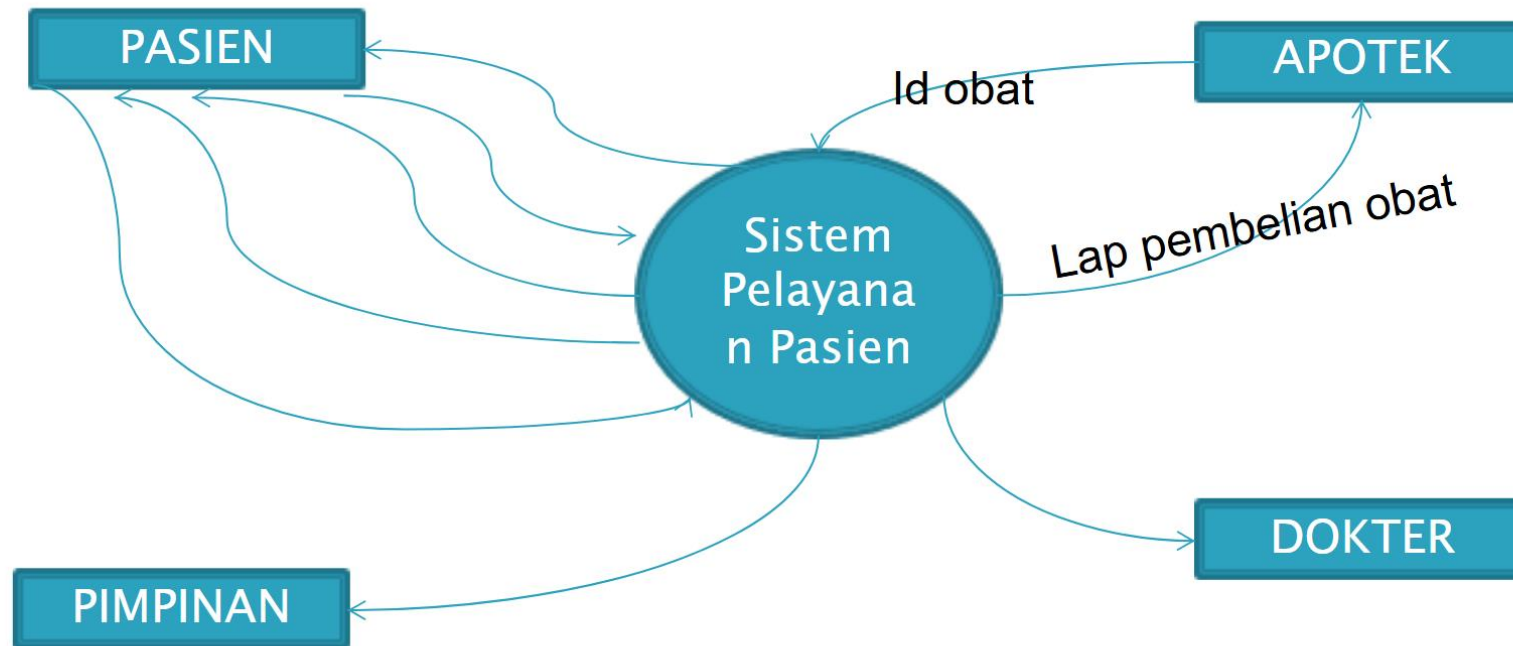 PASIEN
APOTEK
Id obat
Lap pembelian obat
Sistem
Pelayana
n Pasien
DOKTER
PIMPINAN